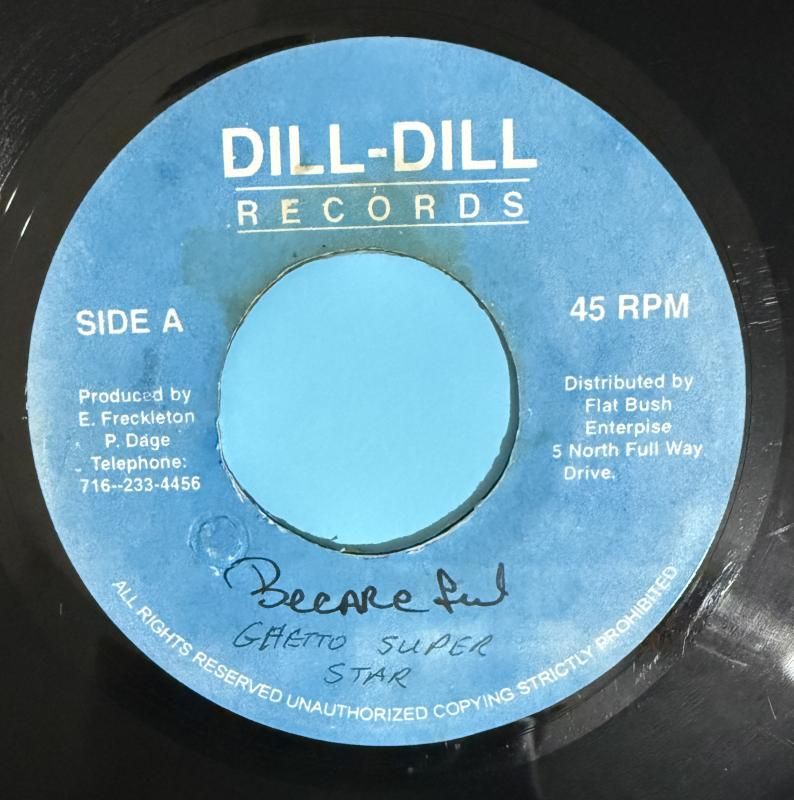 DILL-DILL
RECORDS
SIDE A
45 RPM
Produced by
E. Freckleton
P. Dage
Telephone:
716--233-4456
Distributed by
Flat Bush
Enterpise
5 North Full Way
Drive.
Becareful
GHETTO SUPER
STAR
ALL RIGHTS RESERVED UNAUTHORIZED COPYING STRICTLY PROHIBITED